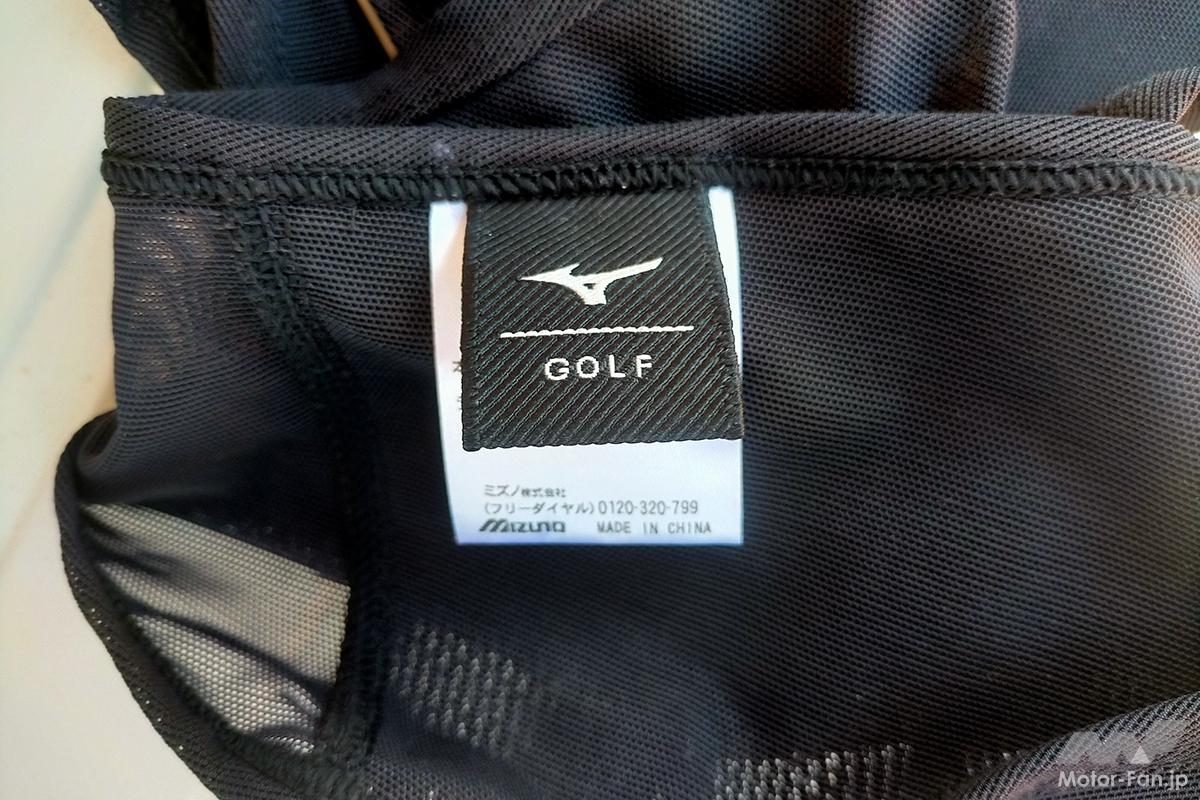 GOLF
ミズノ株式会社
(フリーダイヤル)0120-320-799
MIZUNO MADE IN CHINA
Motor-Fan.jp